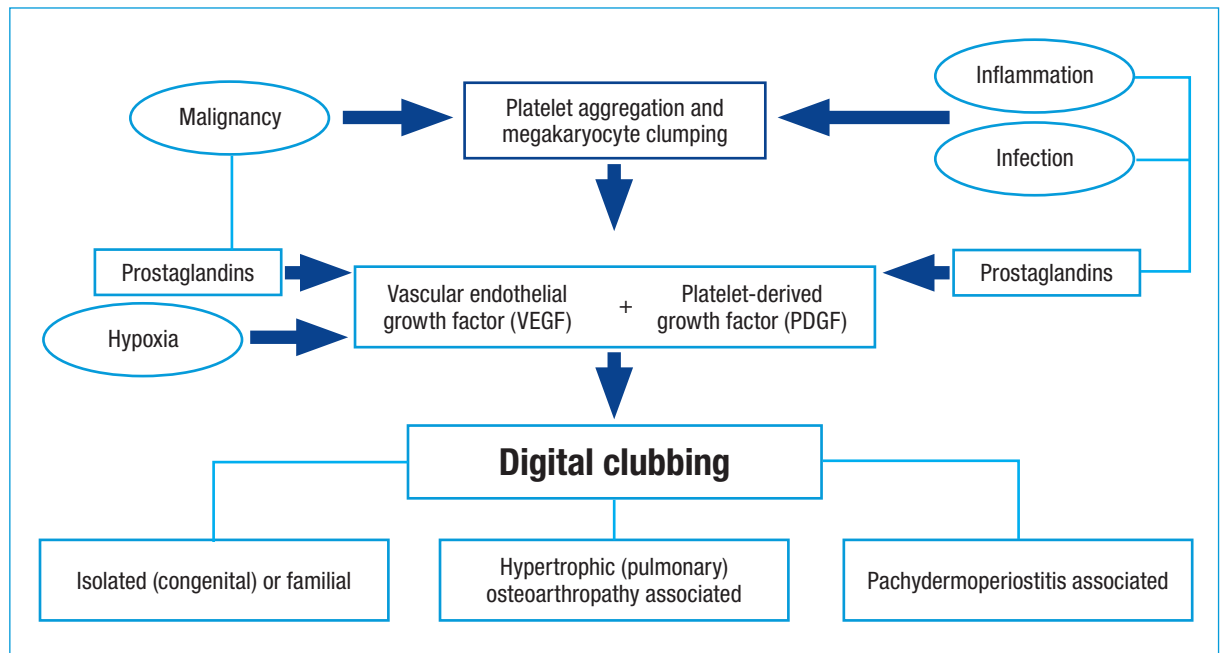 Malignancy
Platelet aggregation and
megakaryocyte clumping
Inflammation
Infection
Prostaglandins
Hypoxia
Vascular endothelial
growth factor (VEGF)
+
Platelet-derived
growth factor (PDGF)
Prostaglandins
Digital clubbing
Isolated (congenital) or familial
Hypertrophic (pulmonary)
osteoarthropathy associated
Pachydermoperiostitis associated